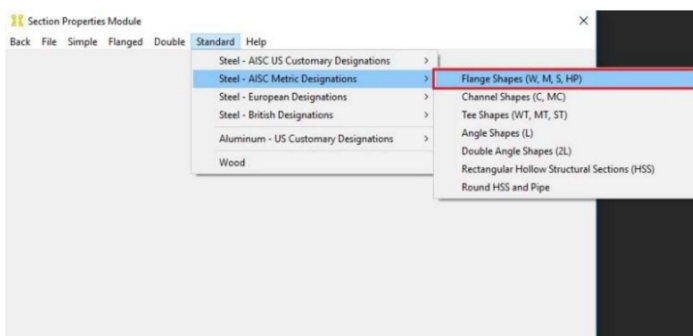 Section Properties Module
Back File Simple Flanged Double Standard Help
Steel - AISC US Customary Designations
Steel - AISC Metric Designations
Steel - European Designations
Steel - British Designations
Aluminum - US Customary Designations
Wood
Flange Shapes (W, M, S, HP)
Channel Shapes (C, MC)
Tee Shapes (WT, MT, ST)
Angle Shapes (L)
Double Angle Shapes (2L)
Rectangular Hollow Structural Sections (HSS)
Round HSS and Pipe